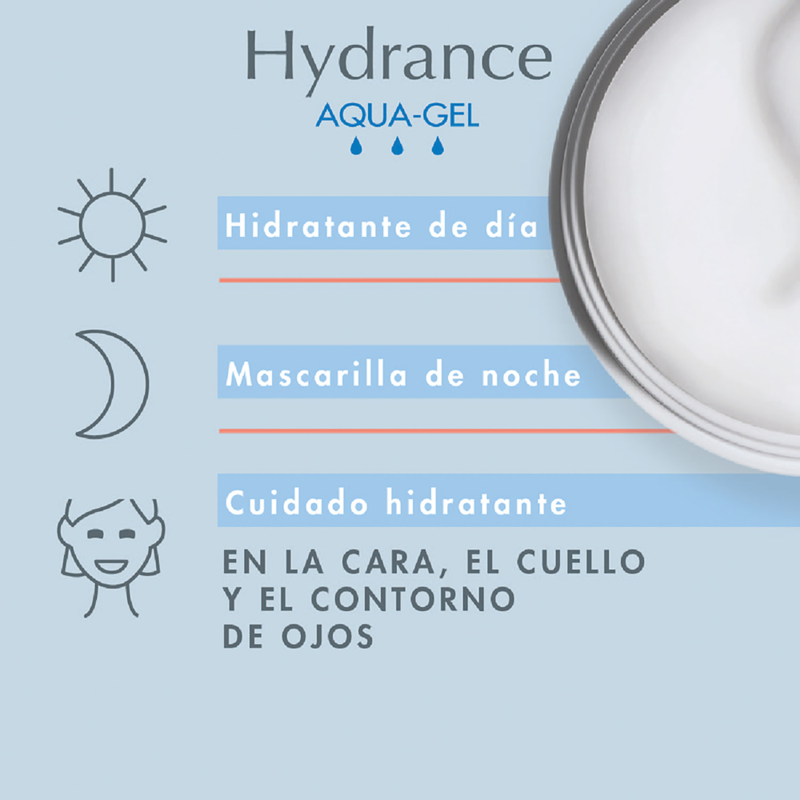 Hydrance
AQUA-GEL
Hidratante de día
Mascarilla de noche
Cuidado hidratante
EN LA CARA, EL CUELLO
Y EL CONTORNO
DE OJOS